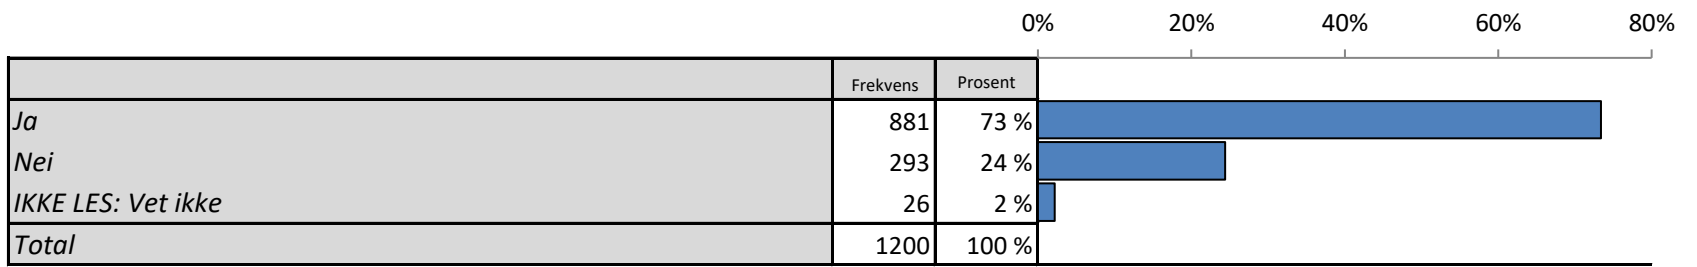 0% 20% 40% 60% 80%
Frekvens Prosent
Ja 881 73 %
Nei 293 24 %
IKKE LES: Vet ikke 26 2 %
Total 1200 100 %